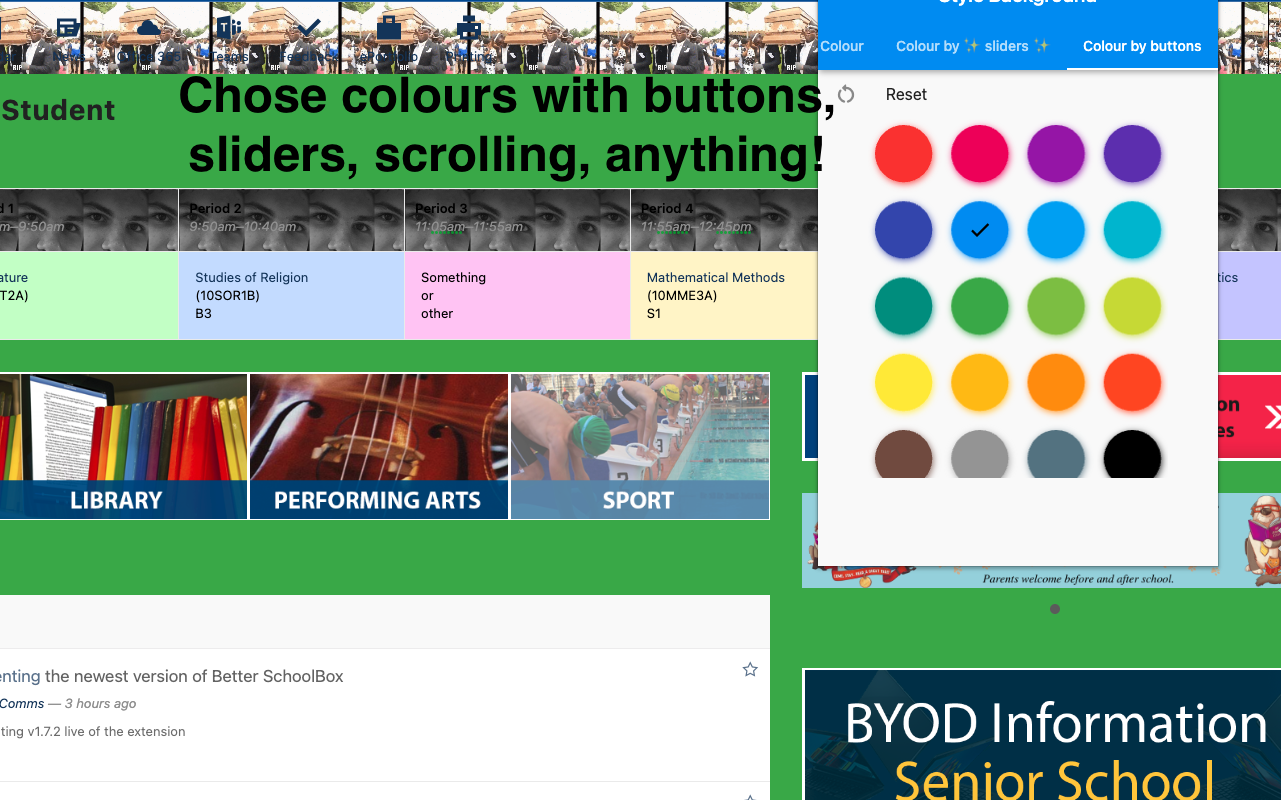 Style Background
Colour
Colour by ✨ sliders ✨
Colour by buttons
Reset
Student
Chose colours with buttons,
sliders, scrolling, anything!
d 1
m–9:50am
Period 2
9:50am–10:40am
Period 3
11:05am–11:55am
Period 4
11:55am–12:45pm
ature
T2A)
Studies of Religion
(10SOR1B)
B3
Something
or
other
Mathematical Methods
(10MME3A)
S1
tics
LIBRARY
PERFORMING ARTS
SPORT
on
es
Parents welcome before and after school.
enting the newest version of Better SchoolBox
Comms — 3 hours ago
ting v1.7.2 live of the extension
BYOD Information
Senior School